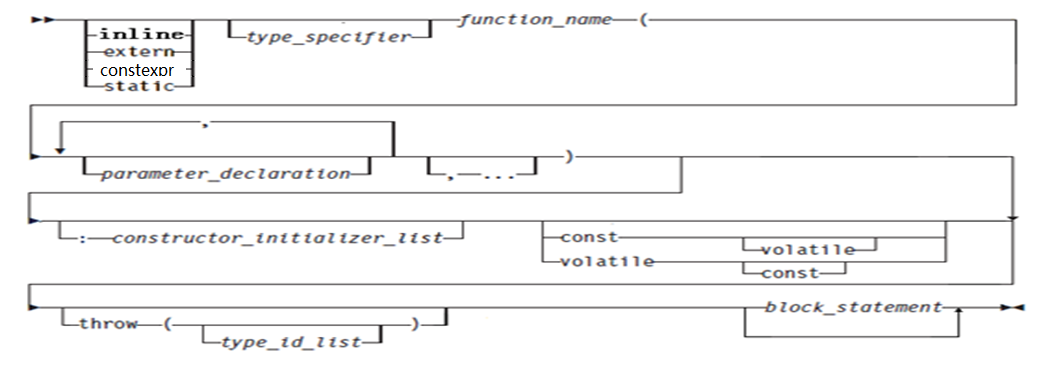 function_name (
inline
type_specifier
extern
constexpr
static
,
)
parameter_declaration , ...
: constructor_initializer_list const volatile
volatile const
block_statement
throw ( )
type_id_list